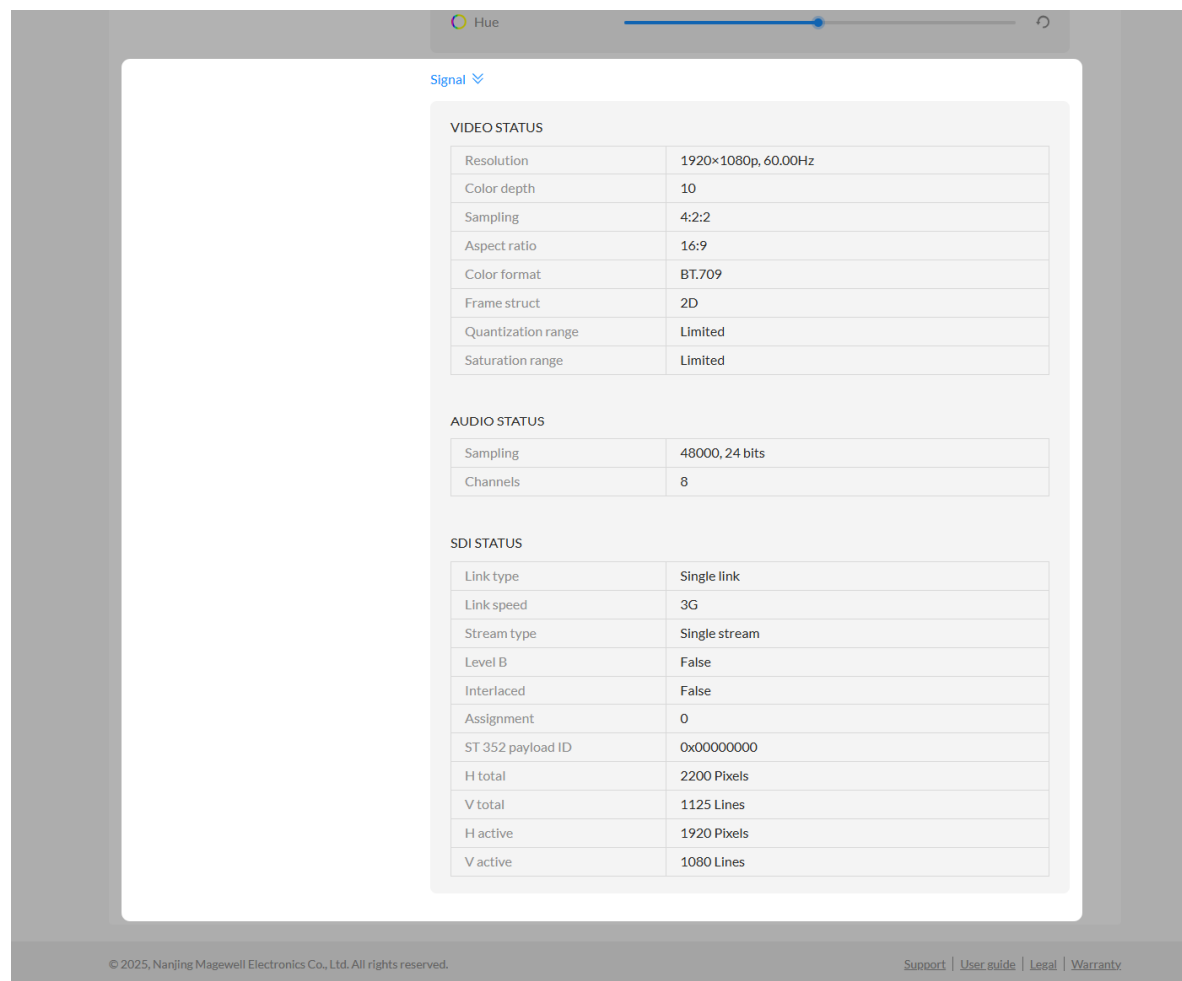 Hue
Signal
VIDEO STATUS
Resolution 1920×1080p, 60.00Hz
Color depth 10
Sampling 4:2:2
Aspect ratio 16:9
Color format BT.709
Frame struct 2D
Quantization range Limited
Saturation range Limited
AUDIO STATUS
Sampling 48000, 24 bits
Channels 8
SDI STATUS
Link type Single link
Link speed 3G
Stream type Single stream
Level B False
Interlaced False
Assignment 0
ST 352 payload ID 0x00000000
H total 2200 Pixels
V total 1125 Lines
H active 1920 Pixels
V active 1080 Lines
© 2025, Nanjing Magewell Electronics Co., Ltd. All rights reserved. Support | User guide | Legal | Warranty